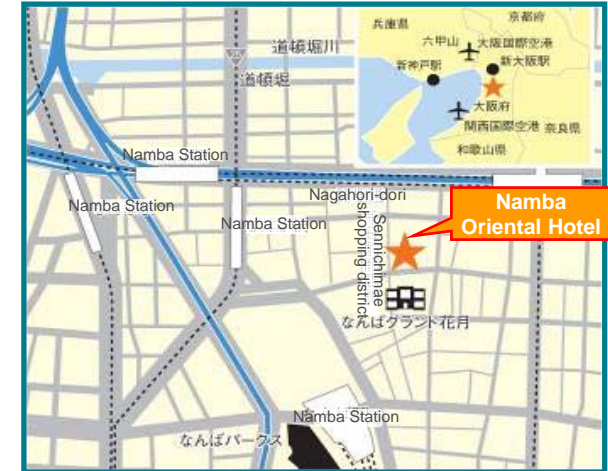 兵庫県
京都府
六甲山
大阪国際空港
新神戸駅
新大阪駅
大阪府
関西国際空港
奈良県
和歌山県
道頓堀川
道頓堀
Namba Station
Nagahori-dori
Namba Station
Namba Station
Sennichimae
shopping district
Namba
Oriental Hotel
なんばグランド花月
Namba Station
なんばパークス